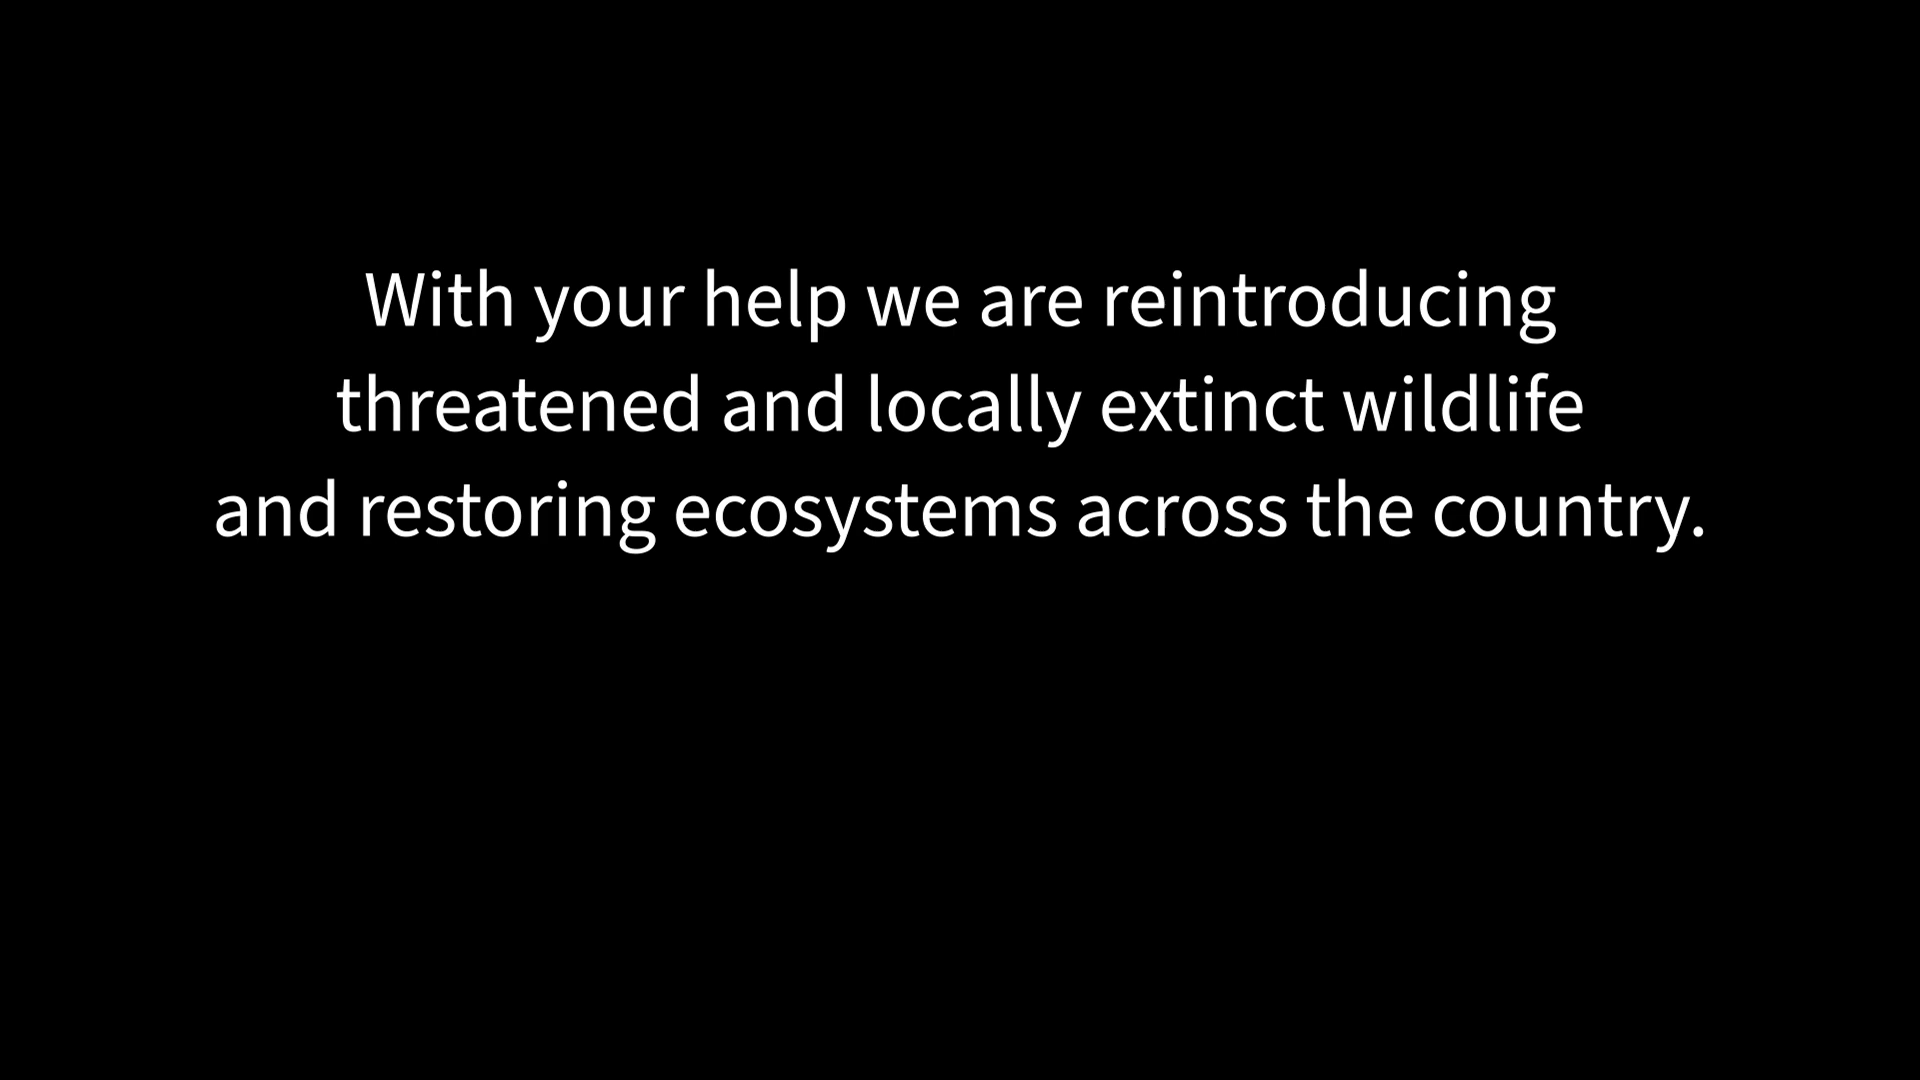 With your help we are reintroducing
threatened and locally extinct wildlife
and restoring ecosystems across the country.